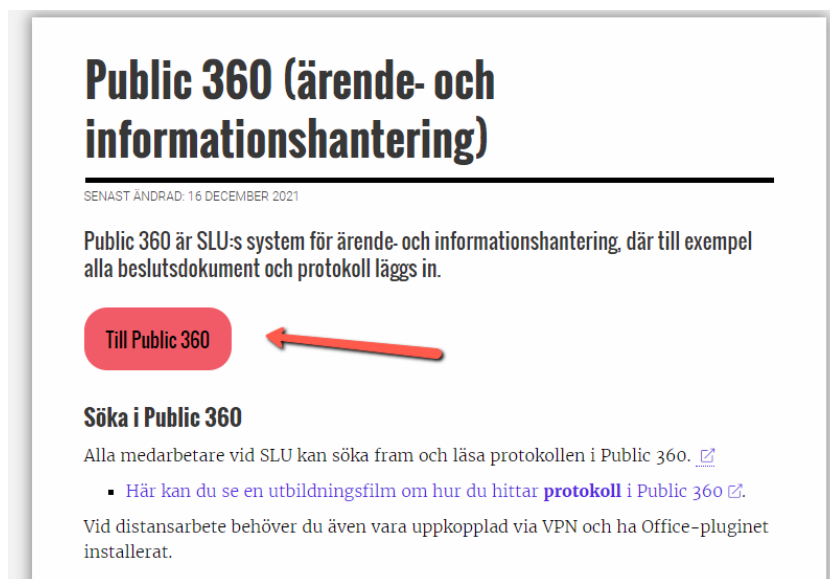 Public 360 (ärende- och
informationshantering)
SENAST ÄNDRAD: 16 DECEMBER 2021
Public 360 är SLU:s system för ärende- och informationshantering, där till exempel
alla beslutsdokument och protokoll läggs in.
Till Public 360
Söka i Public 360
Alla medarbetare vid SLU kan söka fram och läsa protokollen i Public 360.
▪ Här kan du se en utbildningsfilm om hur du hittar protokoll i Public 360.
Vid distansarbete behöver du även vara uppkopplad via VPN och ha Office-pluginet
installerat.